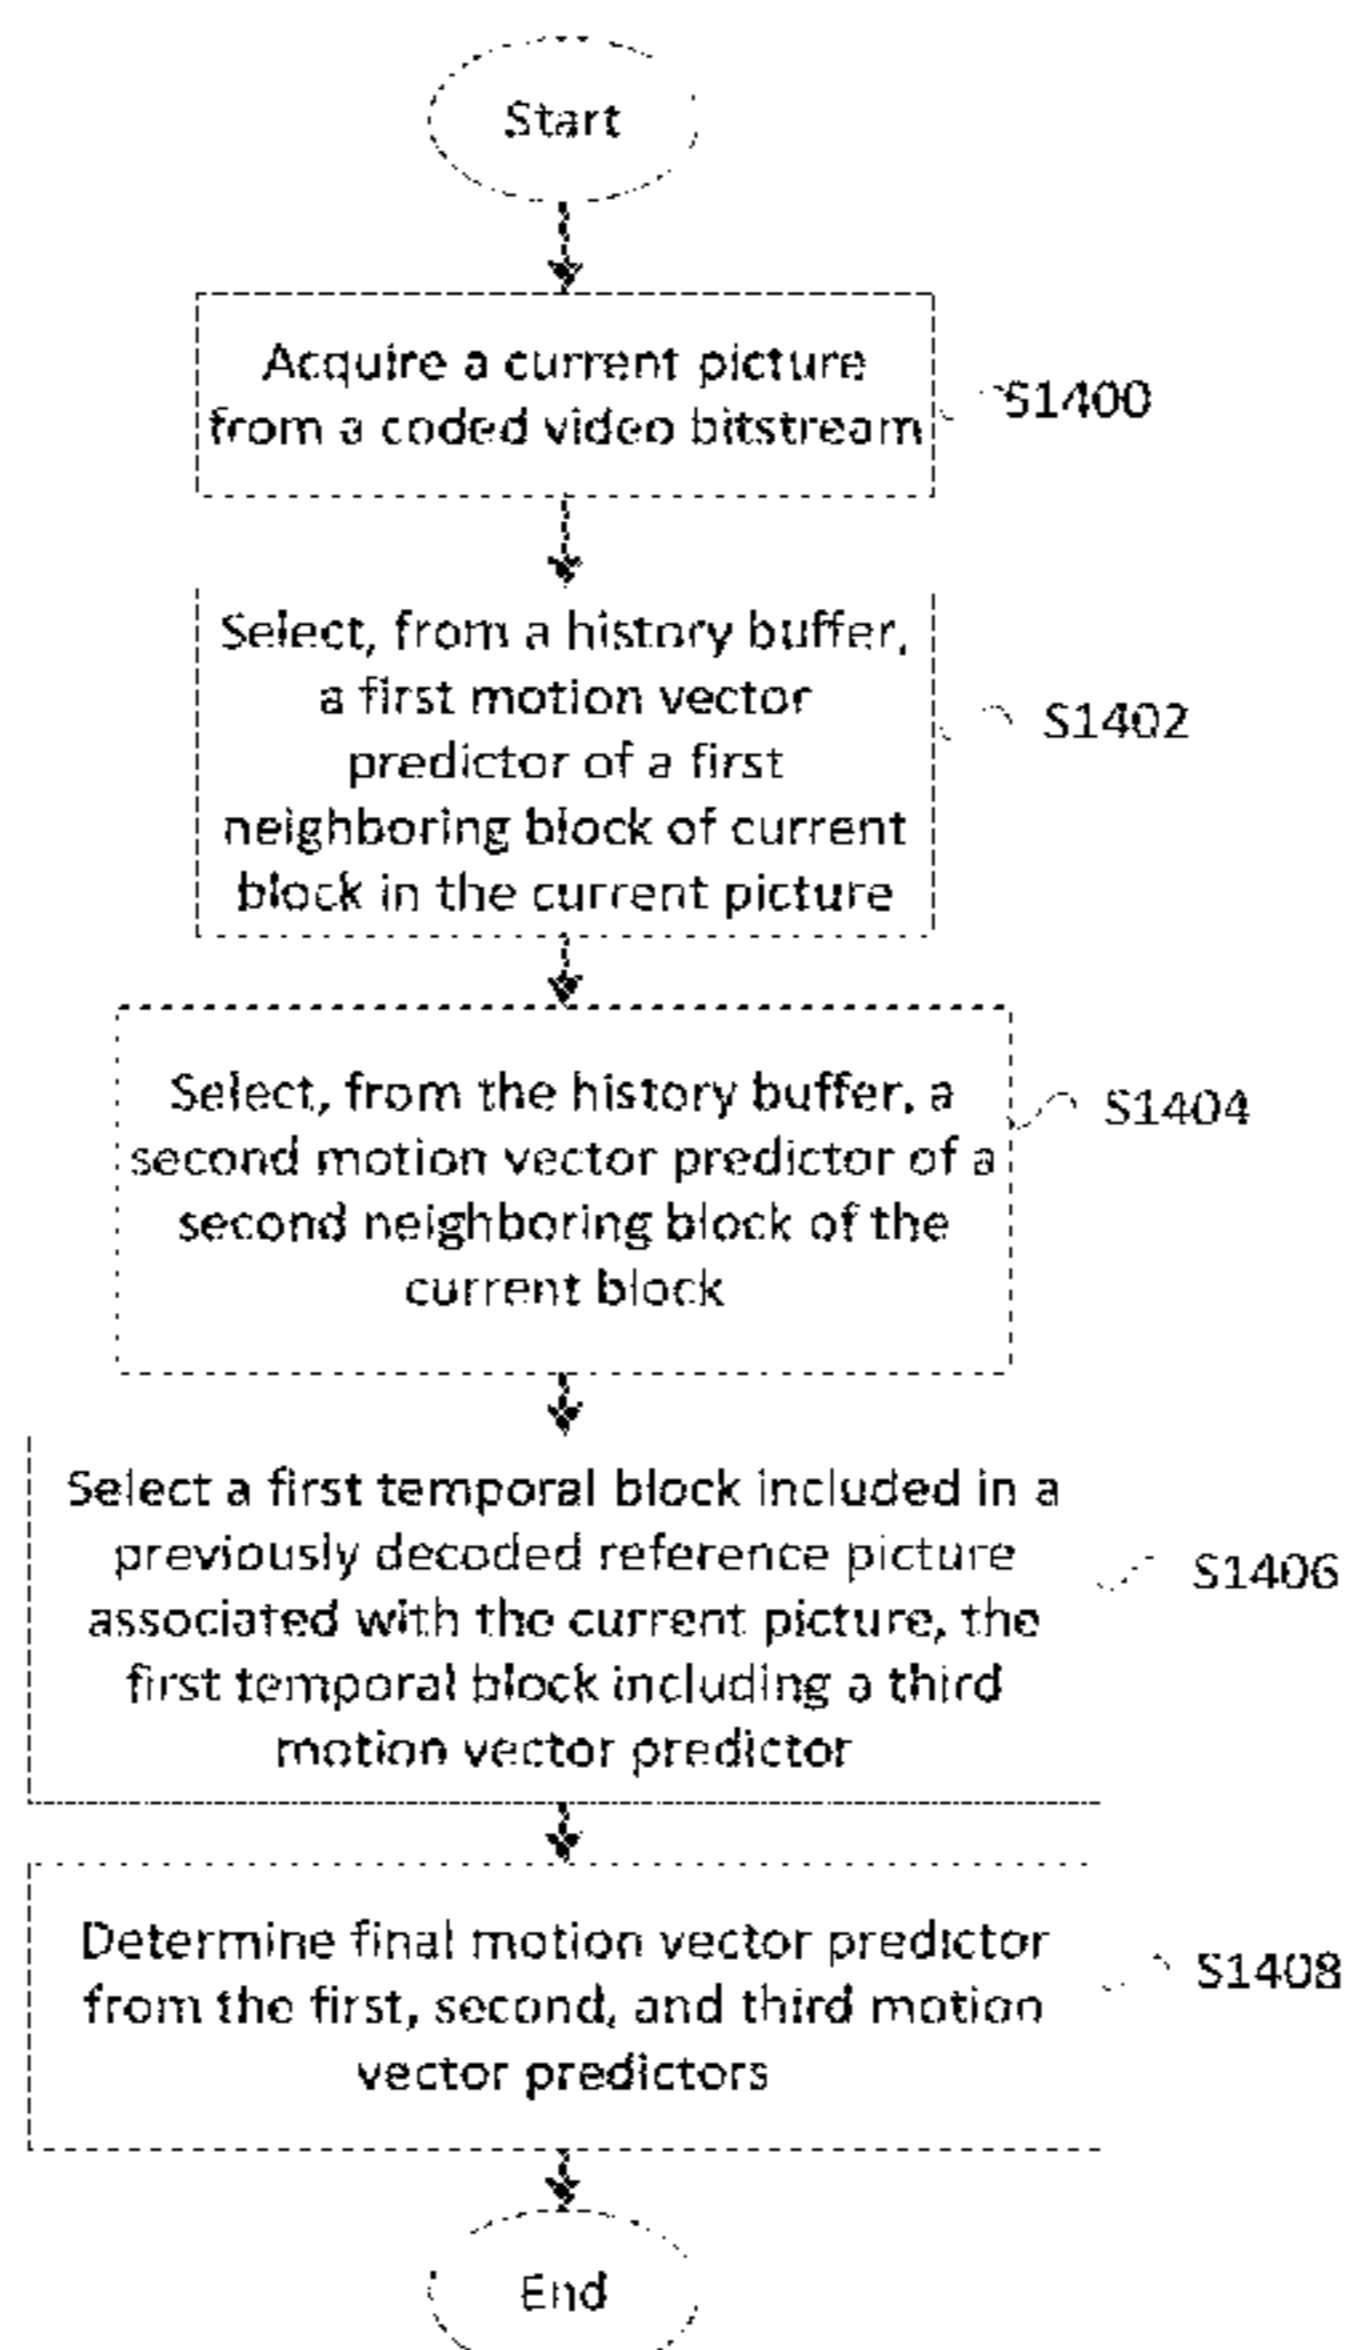 Start
Acquire a current picture
from a coded video bitstream
S1400
Select, from a history buffer,
a first motion vector
predictor of a first
neighboring block of current
block in the current picture
S1402
Select, from the history buffer, a
second motion vector predictor of a
second neighboring block of the
current block
S1404
Select a first temporal block included in a
previously decoded reference picture
associated with the current picture, the
first temporal block including a third
motion vector predictor
S1406
Determine final motion vector predictor
from the first, second, and third motion
vector predictors
S1408
End